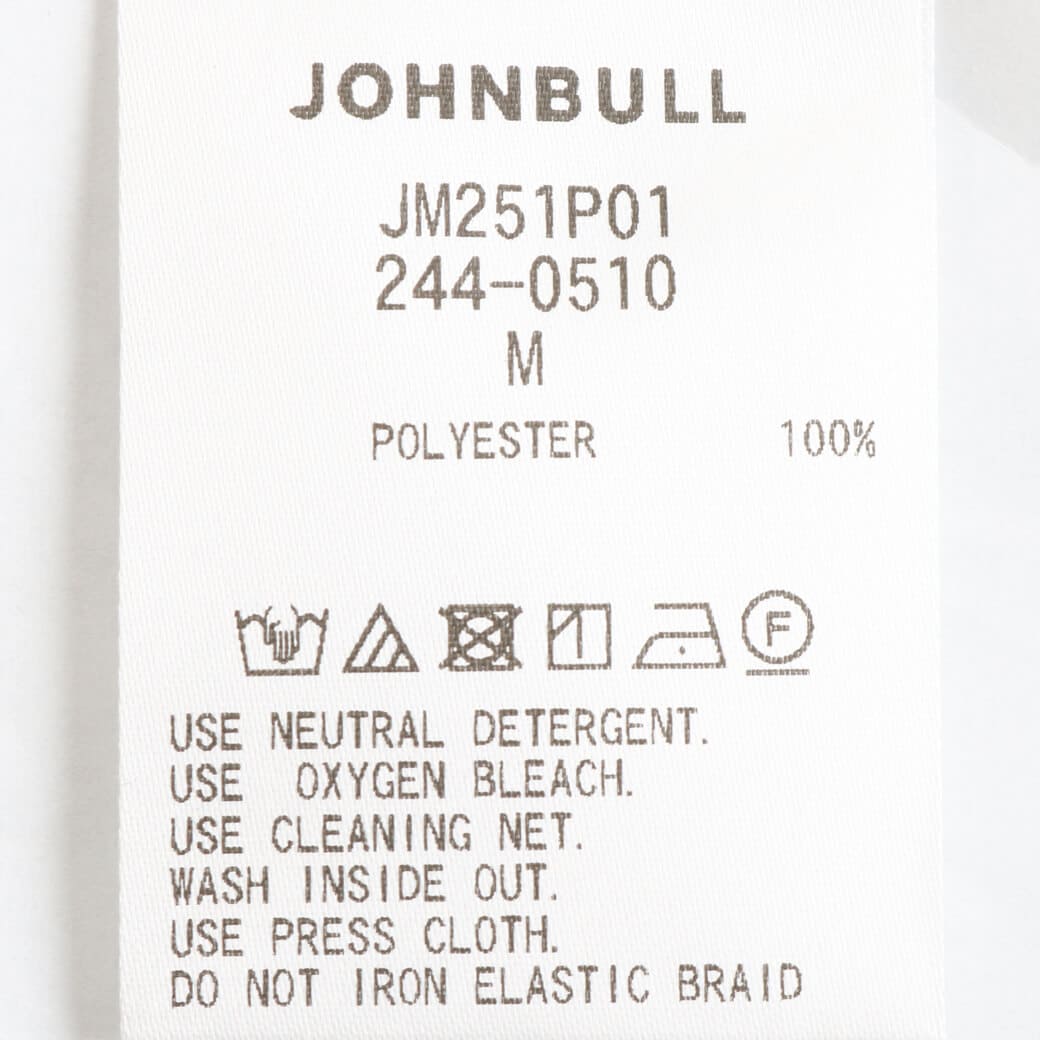 JOHNBULL
JM251P01
244-0510
M
POLYESTER 100%
F
USE NEUTRAL DETERGENT.
USE OXYGEN BLEACH.
USE CLEANING NET.
WASH INSIDE OUT.
USE PRESS CLOTH.
DO NOT IRON ELASTIC BRAID